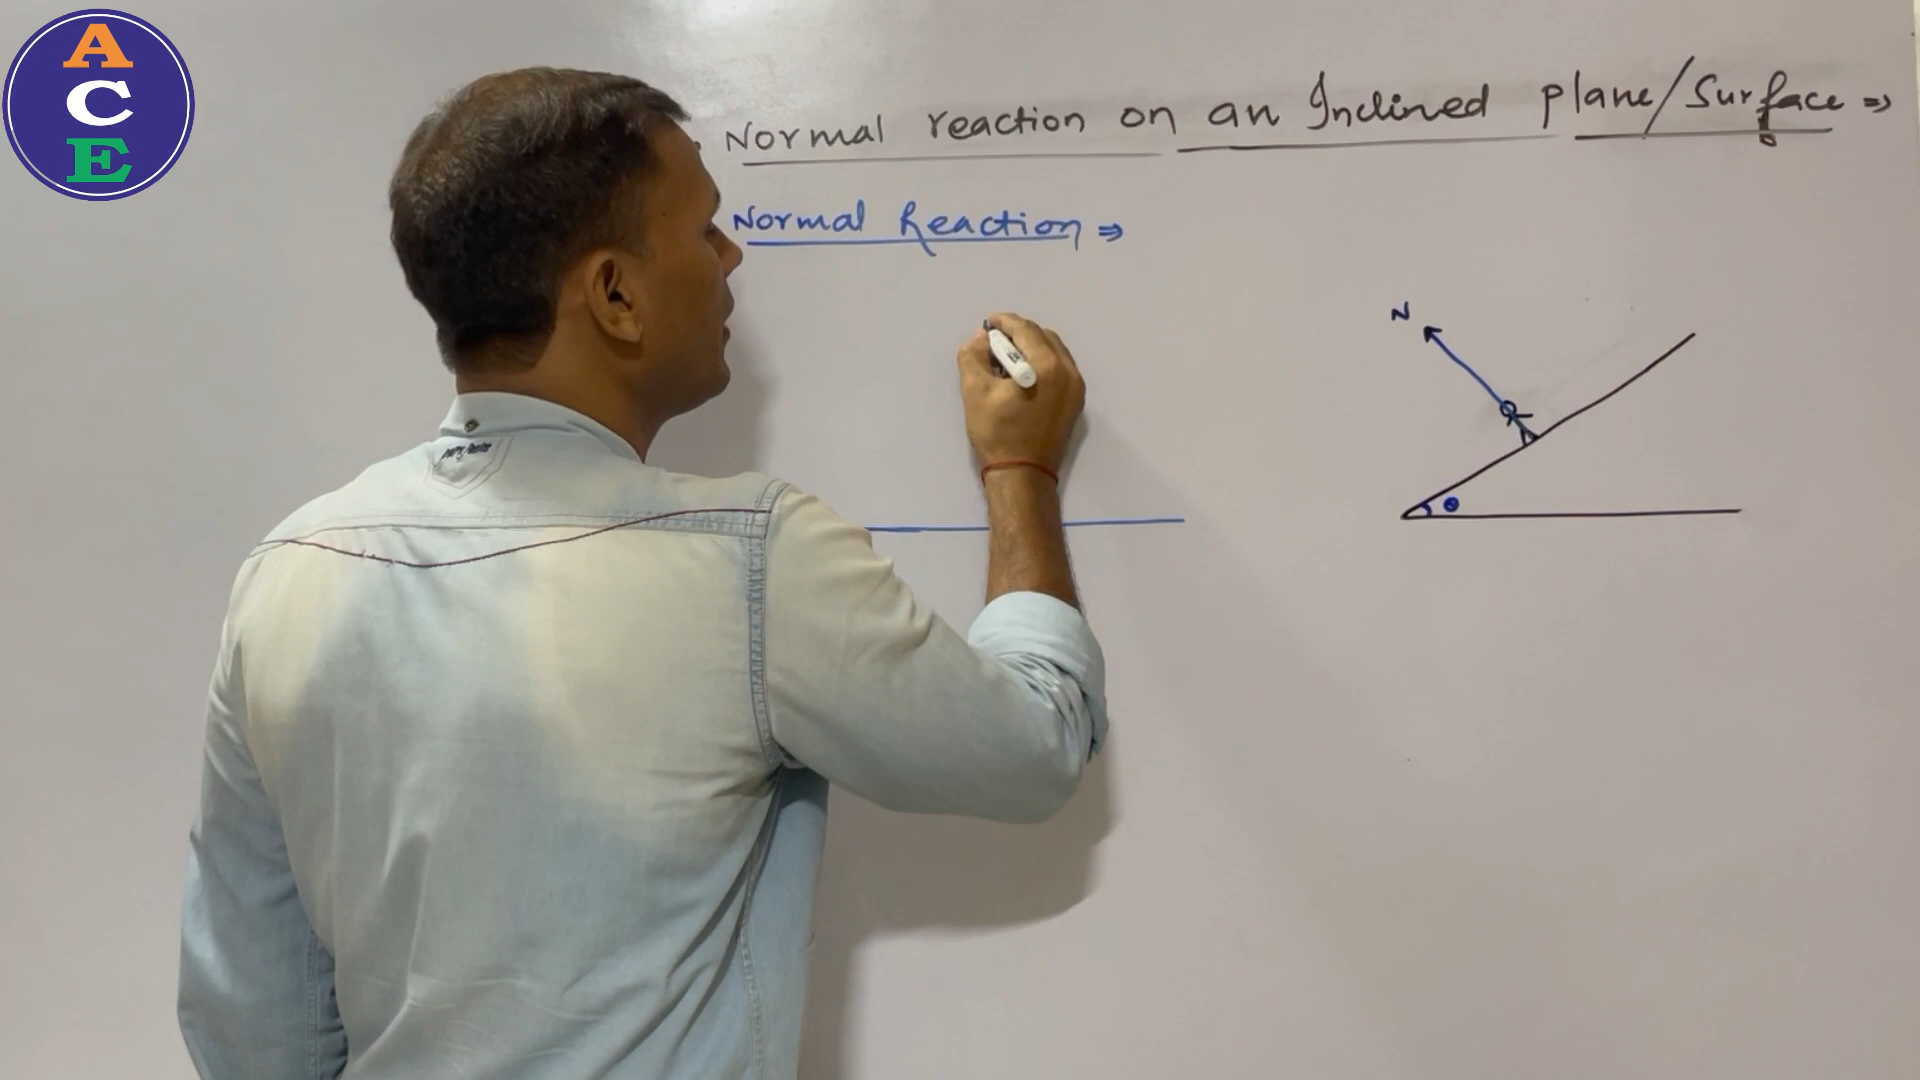 A
C
E
Normal reaction on an Inclined plane/Surface ⇒
Normal Reaction ⇒
N
θ